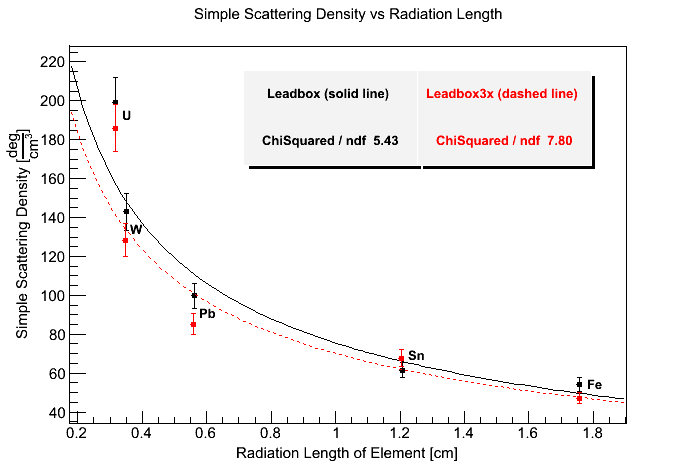 Simple Scattering Density vs Radiation Length
Simple Scattering Density [deg/cm³]
220
200
180
160
140
120
100
80
60
40
Leadbox (solid line)
Leadbox3x (dashed line)
ChiSquared / ndf 5.43
ChiSquared / ndf 7.80
U
W
Pb
Sn
Fe
0.2 0.4 0.6 0.8 1 1.2 1.4 1.6 1.8
Radiation Length of Element [cm]